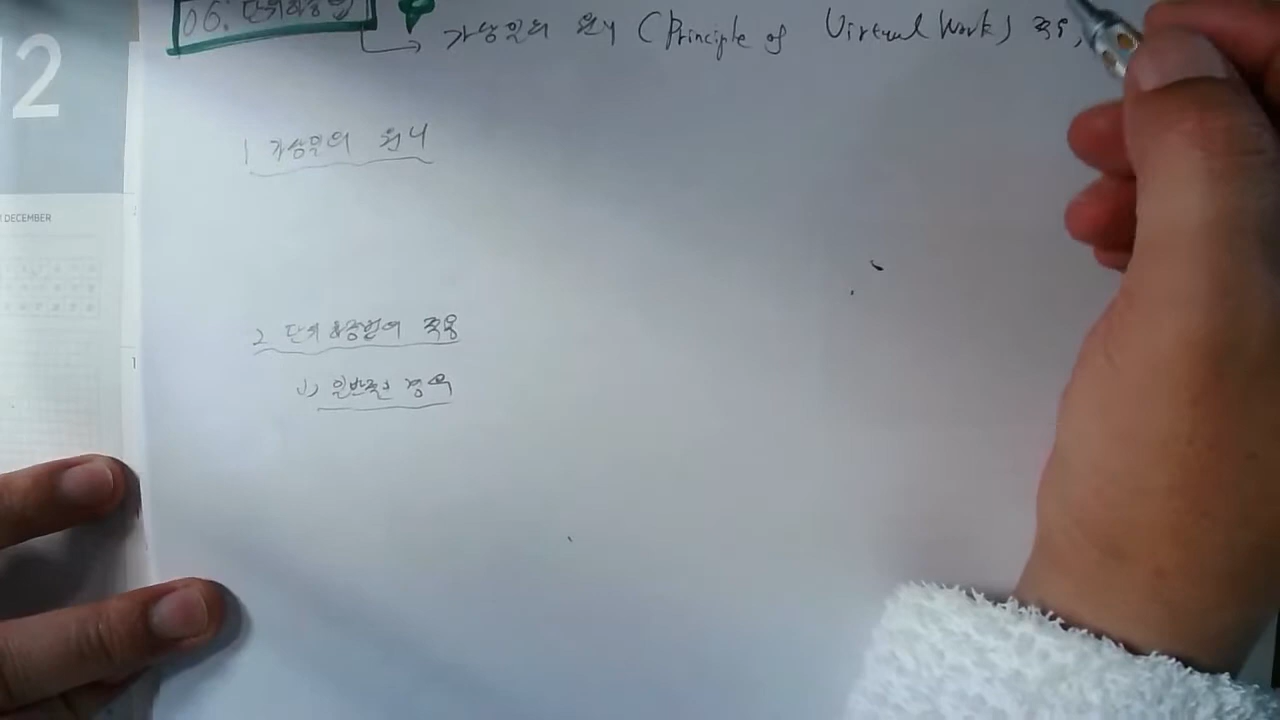 06. 단위하중법
가상일의 원리 (Principle of Virtual Work) 적용,
12
1 가상일의 원리
DECEMBER
2 단위하중법의 적용
1) 일반적인 경우
1